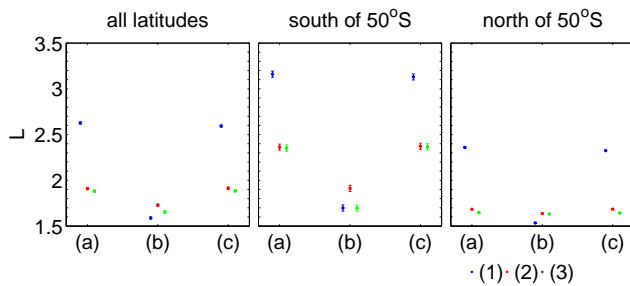 all latitudes
south of 50°S
north of 50°S
L
3.5
3
2.5
2
1.5
(a) (b) (c)
(a) (b) (c)
(a) (b) (c)
(1) (2) (3)